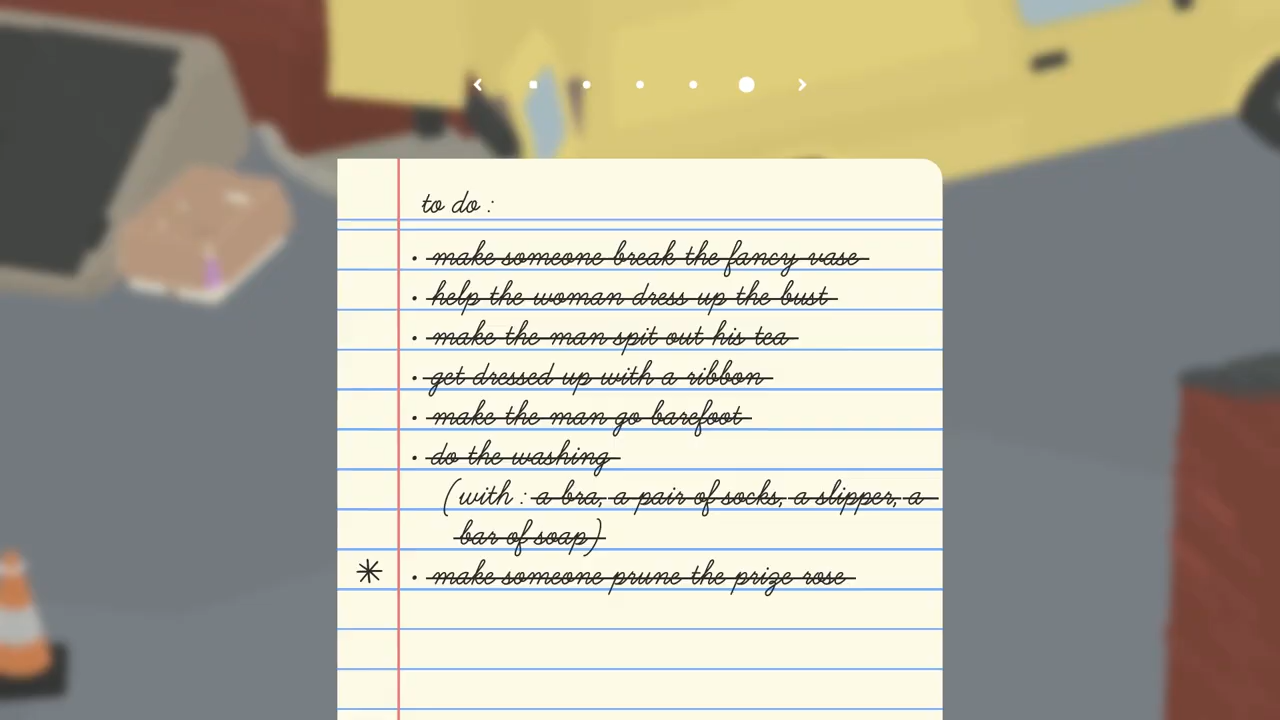 to do :
• make someone break the fancy vase
• help the woman dress up the bust
• make the man spit out his tea
• get dressed up with a ribbon
• make the man go barefoot
• do the washing
(with : a bra, a pair of socks, a slipper, a
bar of soap)
• make someone prune the prize rose